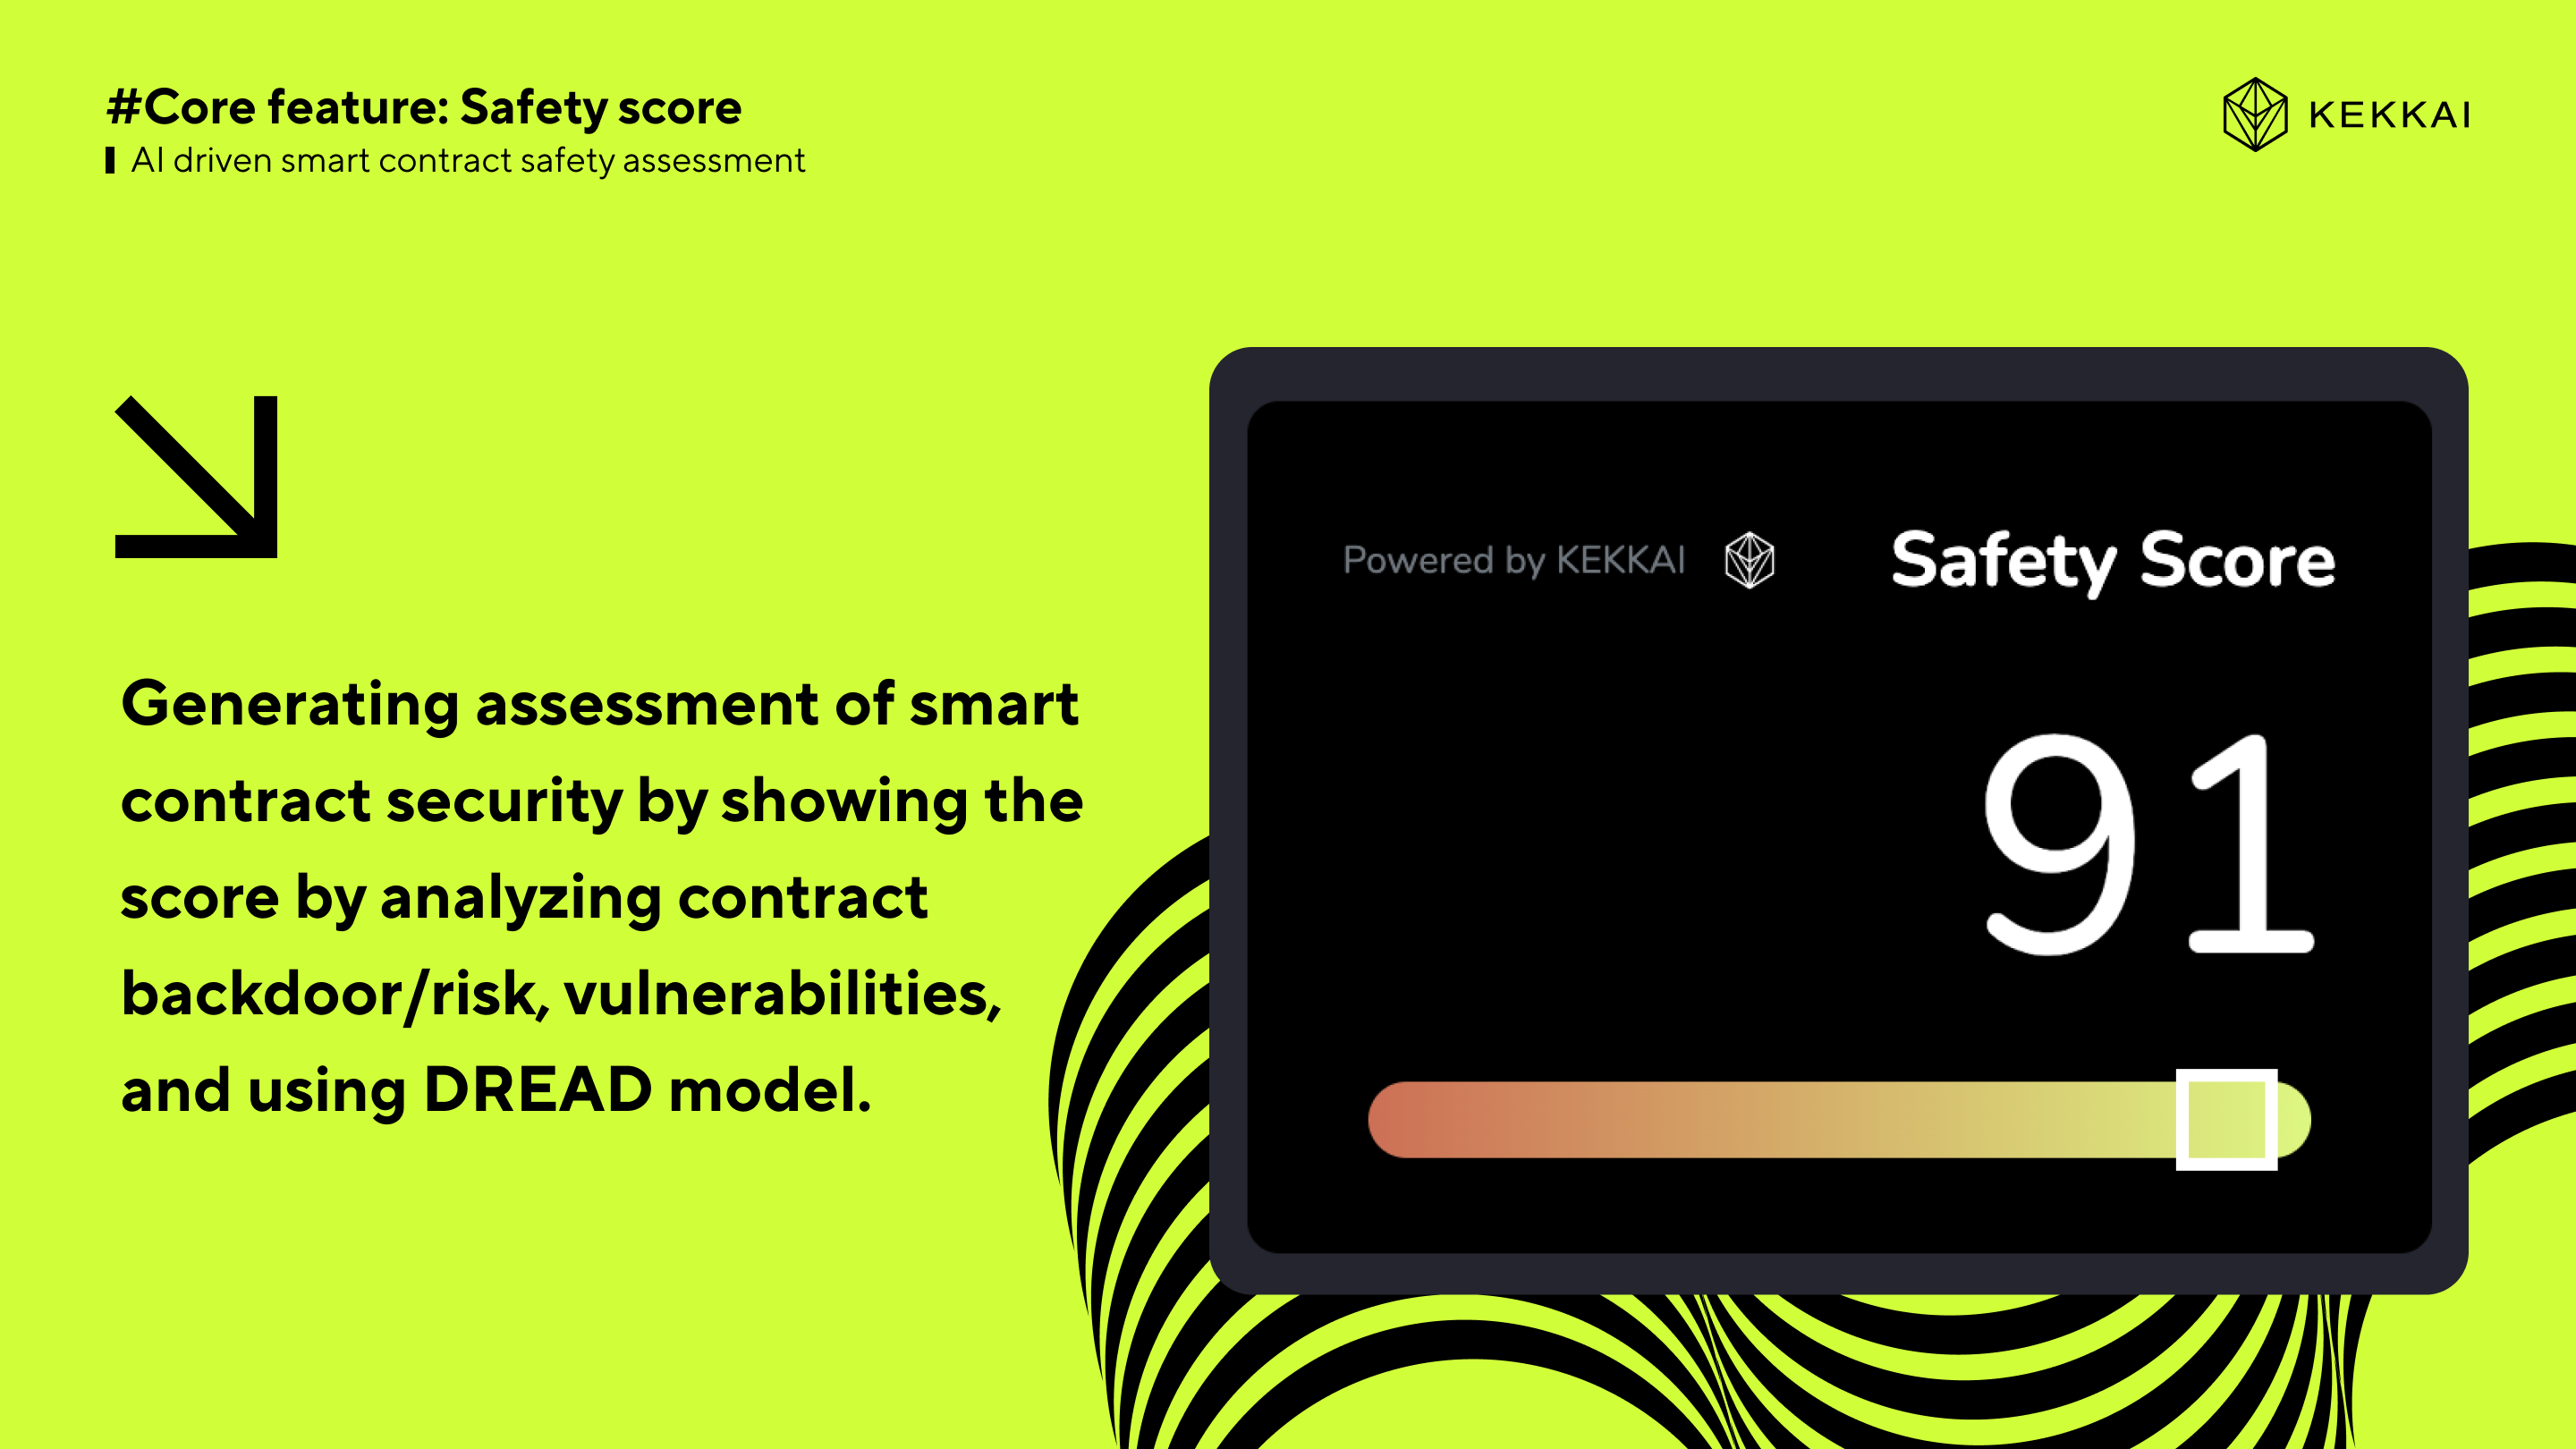 #Core feature: Safety score
AI driven smart contract safety assessment
KEKKAI
Generating assessment of smart
contract security by showing the
score by analyzing contract
backdoor/risk, vulnerabilities,
and using DREAD model.
Powered by KEKKAI
Safety Score
91